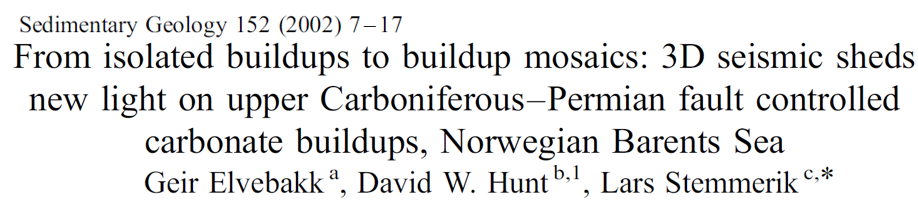 Sedimentary Geology 152 (2002) 7–17
From isolated buildups to buildup mosaics: 3D seismic sheds
new light on upper Carboniferous–Permian fault controlled
carbonate buildups, Norwegian Barents Sea
Geir Elvebakk a, David W. Hunt b,1, Lars Stemmerik c,*